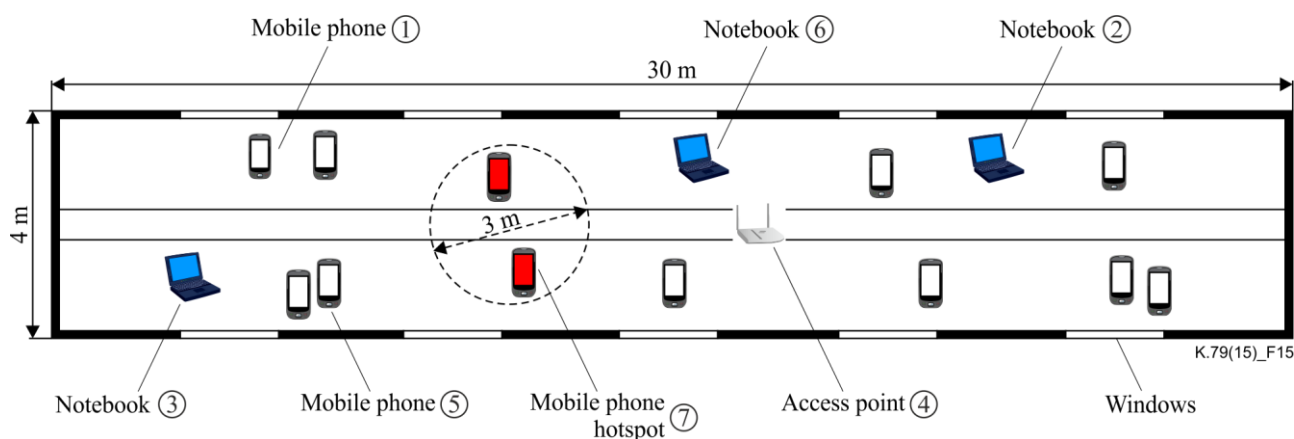 Mobile phone ①
Notebook ⑥
Notebook ②
30 m
4 m
3 m
K.79(15)_F15
Notebook ③
Mobile phone ⑤
Mobile phone
hotspot ⑦
Access point ④
Windows